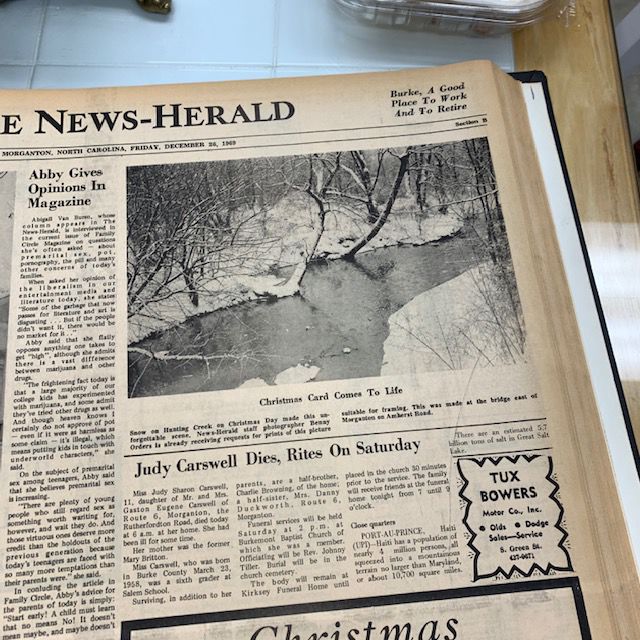 E NEWS-HERALD
Burke, A Good
Place To Work
And To Retire
MORGANTON, NORTH CAROLINA, FRIDAY, DECEMBER 26, 1969
Section B
Abby Gives
Opinions In
Magazine
Abigail Van Buren, whose
column appears in The
News-Herald, is interviewed in
the current issue of Family
Circle Magazine on questions
she's often asked — about
premarital sex, pot,
pornography, the pill and many
other concerns of today's
families.
When asked her opinion of
the liberalism in our
entertainment media and
literature today, she states
"Some of the garbage that now
passes for literature and art is
disgusting . . . But if the people
didn't want it, there would be
no market for it . . ."
Abby said that she flatly
opposes anything one takes to
get "high", although she admits
there is a vast difference
between marijuana and other
drugs.
"The frightening fact today is
that a large majority of our
college kids has experimented
with marijuana, and some admit
they've tried other drugs as well.
And though heaven knows I
certainly do not approve of pot
— even if it were as harmless as
some claim — it's illegal, which
means putting kids in touch with
underworld characters," she
said.
On the subject of premarital
sex among teenagers, Abby said
that she believes premarital sex
is increasing.
"There are plenty of young
people who still regard sex as
something worth waiting for,
however, and wait they do. And
those virtuous ones deserve more
credit than the holdouts of the
previous generation because
today's teenagers are faced with
so many more temptations than
their parents were," she said.
In concluding the article in
Family Circle, Abby's advice for
the parents of today is simply:
"Start early! A child must learn
that no means No! It doesn't
mean maybe, and maybe doesn't
Christmas Card Comes To Life
Snow on Hunting Creek on Christmas Day made this un-
forgettable scene. News-Herald staff photographer Benny
Orders is already receiving requests for prints of this picture
suitable for framing. This was made at the bridge east of
Morganton on Amherst Road.
Judy Carswell Dies, Rites On Saturday
Miss Judy Sharon Carswell,
11, daughter of Mr. and Mrs.
Gaston Eugene Carswell of
Route 6, Morganton, the
Rutherfordton Road, died today
at 6 a.m. at her home. She had
been ill for some time.
Her mother was the former
Mary Britton.
Miss Carswell, who was born
in Burke County March 23,
1958, was a sixth grader at
Salem School.
Surviving, in addition to her
parents, are a half-brother,
Charlie Browning, of the home;
a half-sister, Mrs. Danny
Duckworth, Route 6,
Morganton.
Funeral services will be held
Saturday at 2 p.m. at
Burkemont Baptist Church of
which she was a member.
Officiating will be Rev. Johnny
Tiller. Burial will be in the
church cemetery.
The body will remain at
Kirksey Funeral Home until
placed in the church 30 minutes
prior to the service. The family
will receive friends at the funeral
home tonight from 7 until 9
o'clock.
Close quarters
PORT-AU-PRINCE, Haiti
(UPI)—Haiti has a population of
nearly 4 million persons, all
squeezed into a mountainous
terrain no larger than Maryland,
or about 10,700 square miles.
There are an estimated 5.7
billion tons of salt in Great Salt
Lake.
TUX
BOWERS
Motor Co., Inc.
• Olds • Dodge
Sales—Service
S. Green St.
437-0671
Christmas